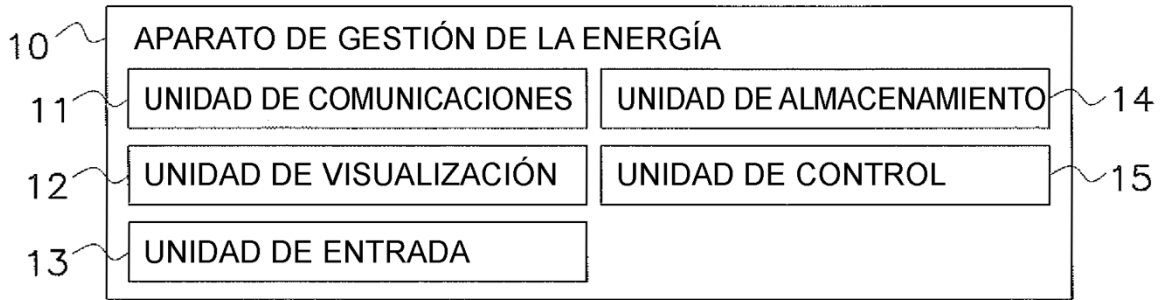 10 APARATO DE GESTIÓN DE LA ENERGÍA
11 UNIDAD DE COMUNICACIONES UNIDAD DE ALMACENAMIENTO 14
12 UNIDAD DE VISUALIZACIÓN UNIDAD DE CONTROL 15
13 UNIDAD DE ENTRADA